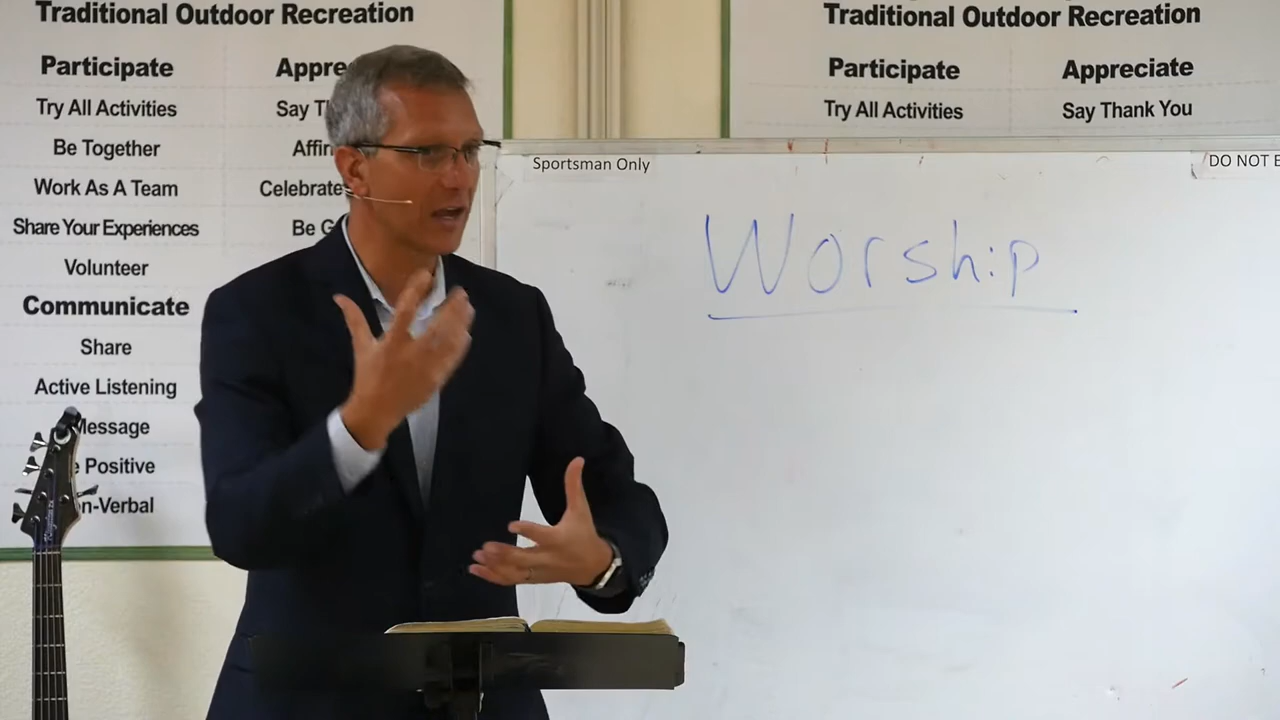 Traditional Outdoor Recreation
Participate
Try All Activities
Be Together
Work As A Team
Share Your Experiences
Volunteer
Communicate
Share
Active Listening
Message
Positive
Celebrate
Traditional Outdoor Recreation
Participate
Appreciate
Try All Activities
Say Thank You
Sportsman Only
DO NOT
Worship